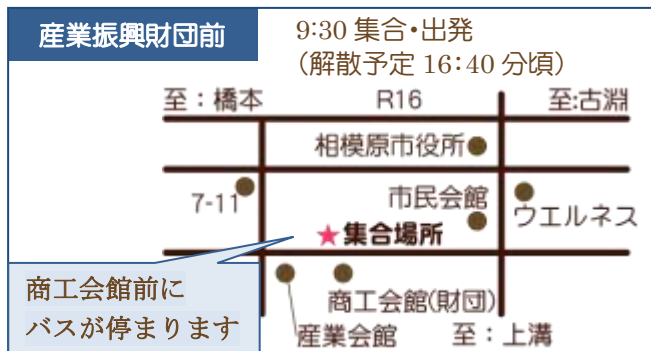 産業振興財団前
9:30 集合・出発
(解散予定 16:40 分頃)
至：橋本
R16
至:古淵
相模原市役所
7-11
市民会館
ウエルネス
★集合場所
商工会館前に
バスが停まります
商工会館(財団)
産業会館
至：上溝